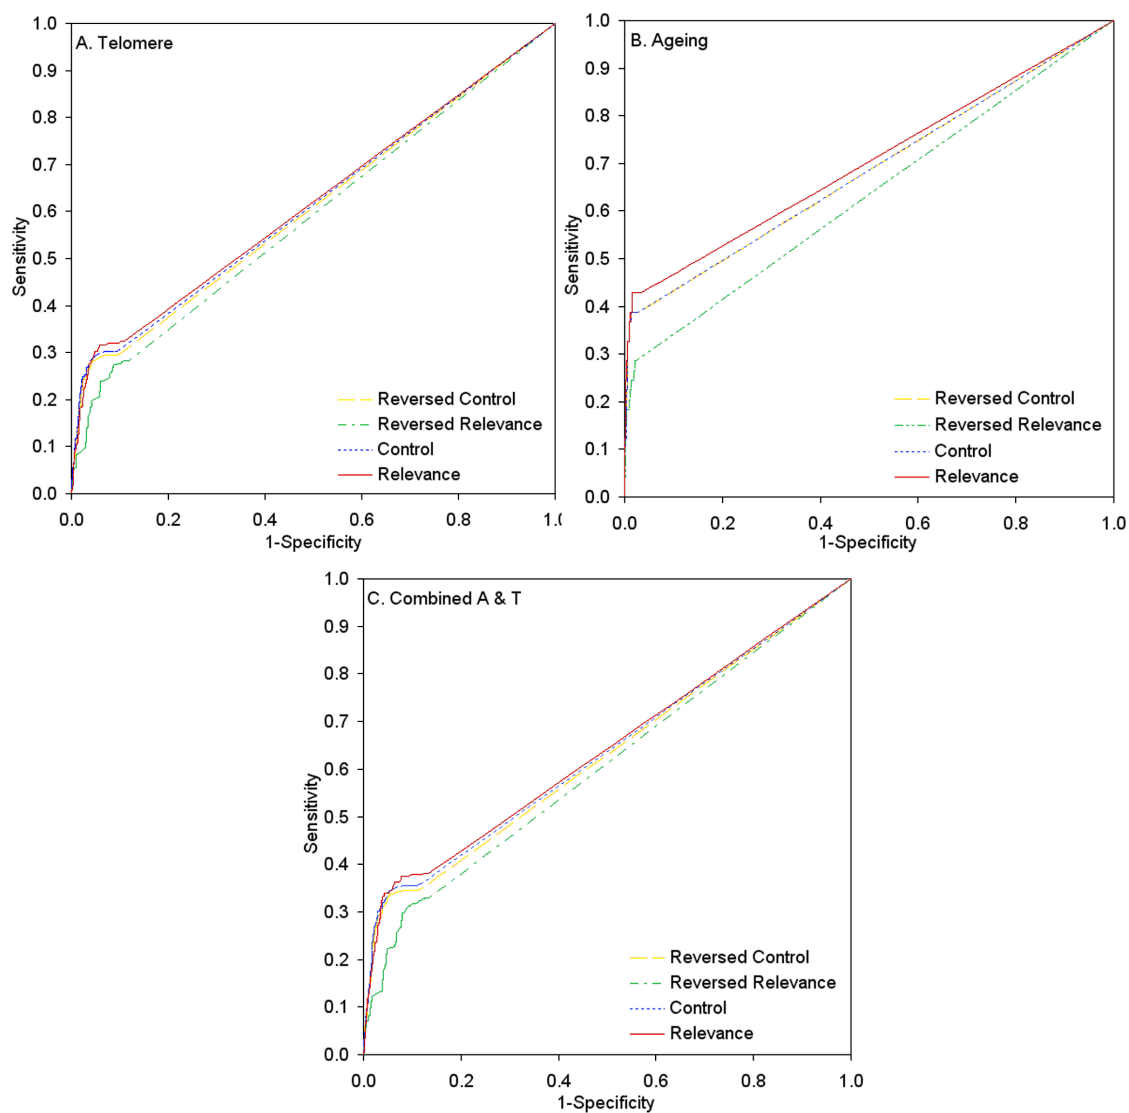 A. Telomere
1.0
0.9
0.8
0.7
0.6
0.5
0.4
0.3
0.2
0.1
0.0
Sensitivity
Reversed Control
Reversed Relevance
Control
Relevance
0.0 0.2 0.4 0.6 0.8 1.0
1-Specificity
B. Ageing
1.0
0.9
0.8
0.7
0.6
0.5
0.4
0.3
0.2
0.1
0.0
Sensitivity
Reversed Control
Reversed Relevance
Control
Relevance
0.0 0.2 0.4 0.6 0.8 1.0
1-Specificity
C. Combined A & T
1.0
0.9
0.8
0.7
0.6
0.5
0.4
0.3
0.2
0.1
0.0
Sensitivity
Reversed Control
Reversed Relevance
Control
Relevance
0.0 0.2 0.4 0.6 0.8 1.0
1-Specificity